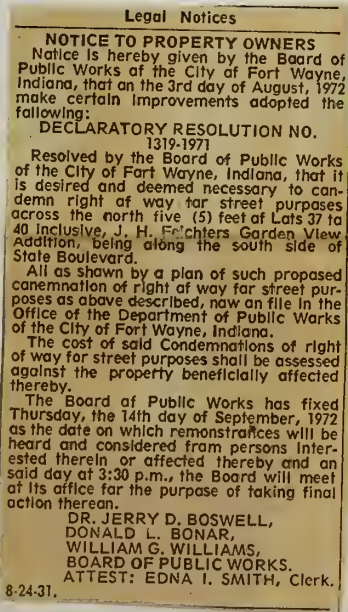 Legal Notices
NOTICE TO PROPERTY OWNERS
Notice is hereby given by the Board of
Public Works of the City of Fort Wayne,
Indiana, that on the 3rd day of August, 1972
make certain improvements adopted the
following:
DECLARATORY RESOLUTION NO.
1319-1971
Resolved by the Board of Public Works
of the City of Fort Wayne, Indiana, that it
is desired and deemed necessary to con-
demn right of way for street purposes
across the north five (5) feet of Lots 37 to
40 inclusive, J. H. Feichters Garden View
Addition, being along the south side of
State Boulevard.
All as shown by a plan of such proposed
canemnation of right of way for street pur-
poses as above described, now on file in the
Office of the Department of Public Works
of the City of Fort Wayne, Indiana.
The cost of said Condemnations of right
of way for street purposes shall be assessed
against the property beneficially affected
thereby.
The Board of Public Works has fixed
Thursday, the 14th day of September, 1972
as the date on which remonstrances will be
heard and considered from persons inter-
ested therein or affected thereby and on
said day at 3:30 p.m., the Board will meet
at its office for the purpose of taking final
action thereon.
DR. JERRY D. BOSWELL,
DONALD L. BONAR,
WILLIAM G. WILLIAMS,
BOARD OF PUBLIC WORKS.
ATTEST: EDNA I. SMITH, Clerk.
8-24-31.